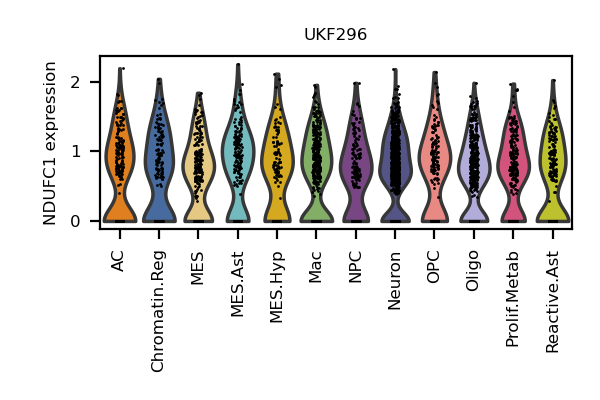 UKF296
NDUFC1 expression
2
1
0
AC
Chromatin.Reg
MES
MES.Ast
MES.Hyp
Mac
NPC
Neuron
OPC
Oligo
Prolif.Metab
Reactive.Ast